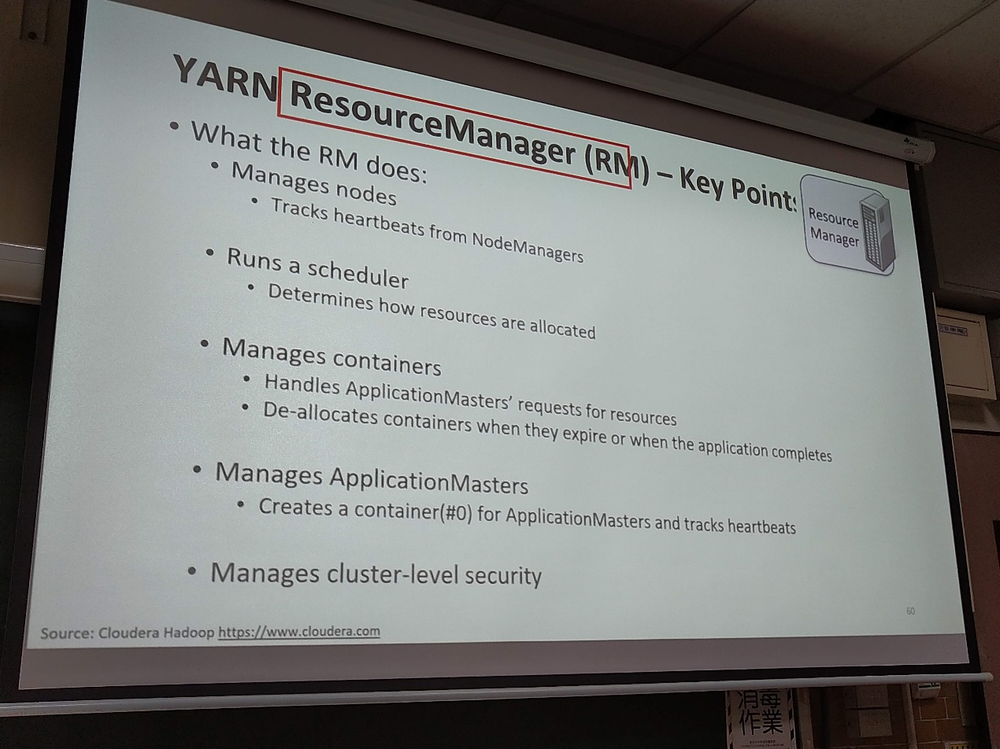 YARN ResourceManager (RM) – Key Points
• What the RM does:
• Manages nodes
• Tracks heartbeats from NodeManagers
Resource
Manager
• Runs a scheduler
• Determines how resources are allocated
• Manages containers
• Handles ApplicationMasters’ requests for resources
• De-allocates containers when they expire or when the application completes
• Manages ApplicationMasters
• Creates a container(#0) for ApplicationMasters and tracks heartbeats
• Manages cluster-level security
60
Source: Cloudera Hadoop https://www.cloudera.com
消毒
作業